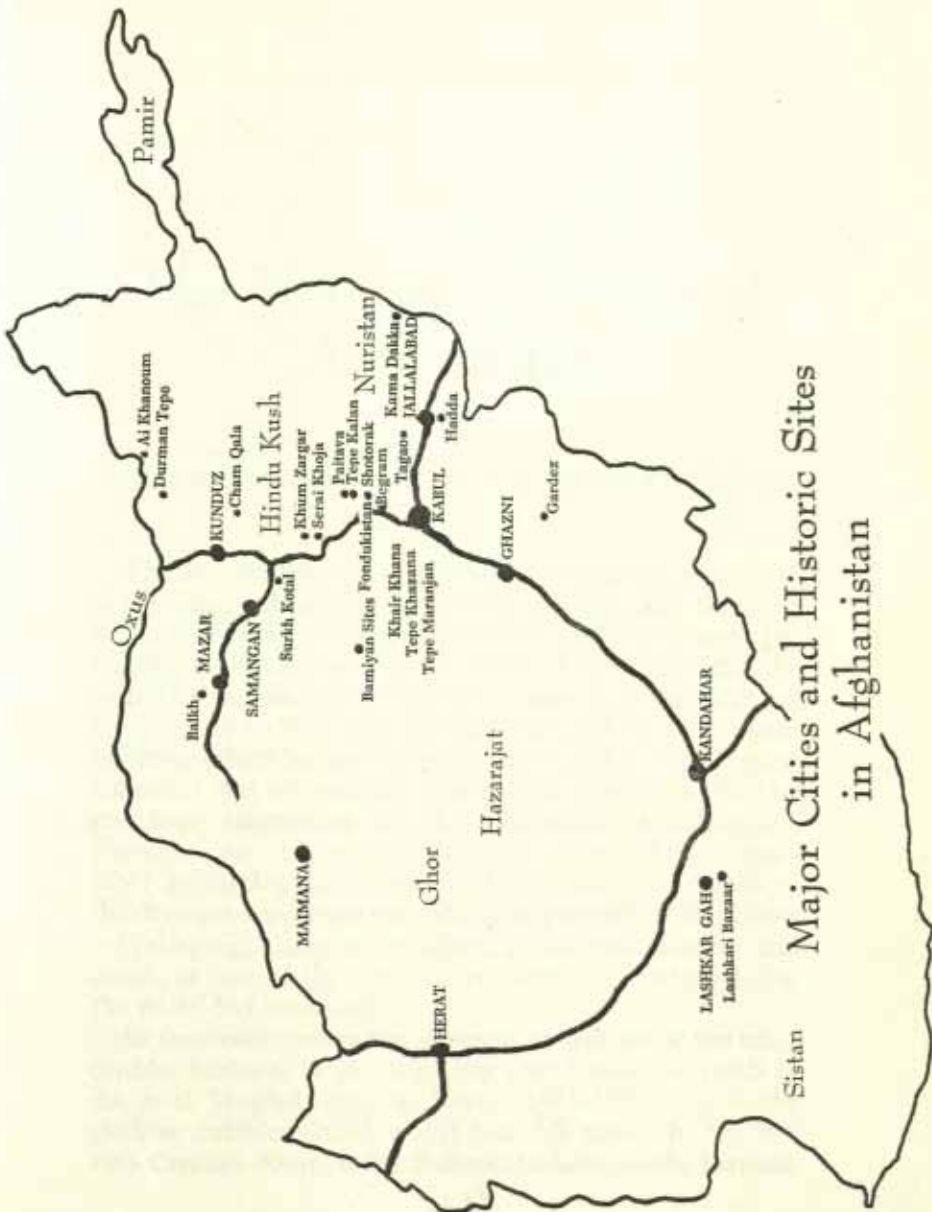 Pamir
Oxus
Ai Khanoum
Durman Tepo
KUNDUZ
Cham Qala
MAZAR
Balkh
SAMANGAN
Surkh Kotal
Hindu Kush
Khum Zargar
Serai Khoja
MAIMANA
Nuristan
Paitava
Tepe Kalan
Shotorak
Fondukistan
Begram
Bamiyan Sites
Kama Dakka
Tagao
JALLALABAD
Hadda
KABUL
Khair Khana
Tepe Khazana
Tepe Maranjan
Ghor
Hazarajat
HERAT
GHAZNI
Gardez
KANDAHAR
LASHKAR GAH
Lashkari Bazaar
Sistan
Major Cities and Historic Sites
in Afghanistan